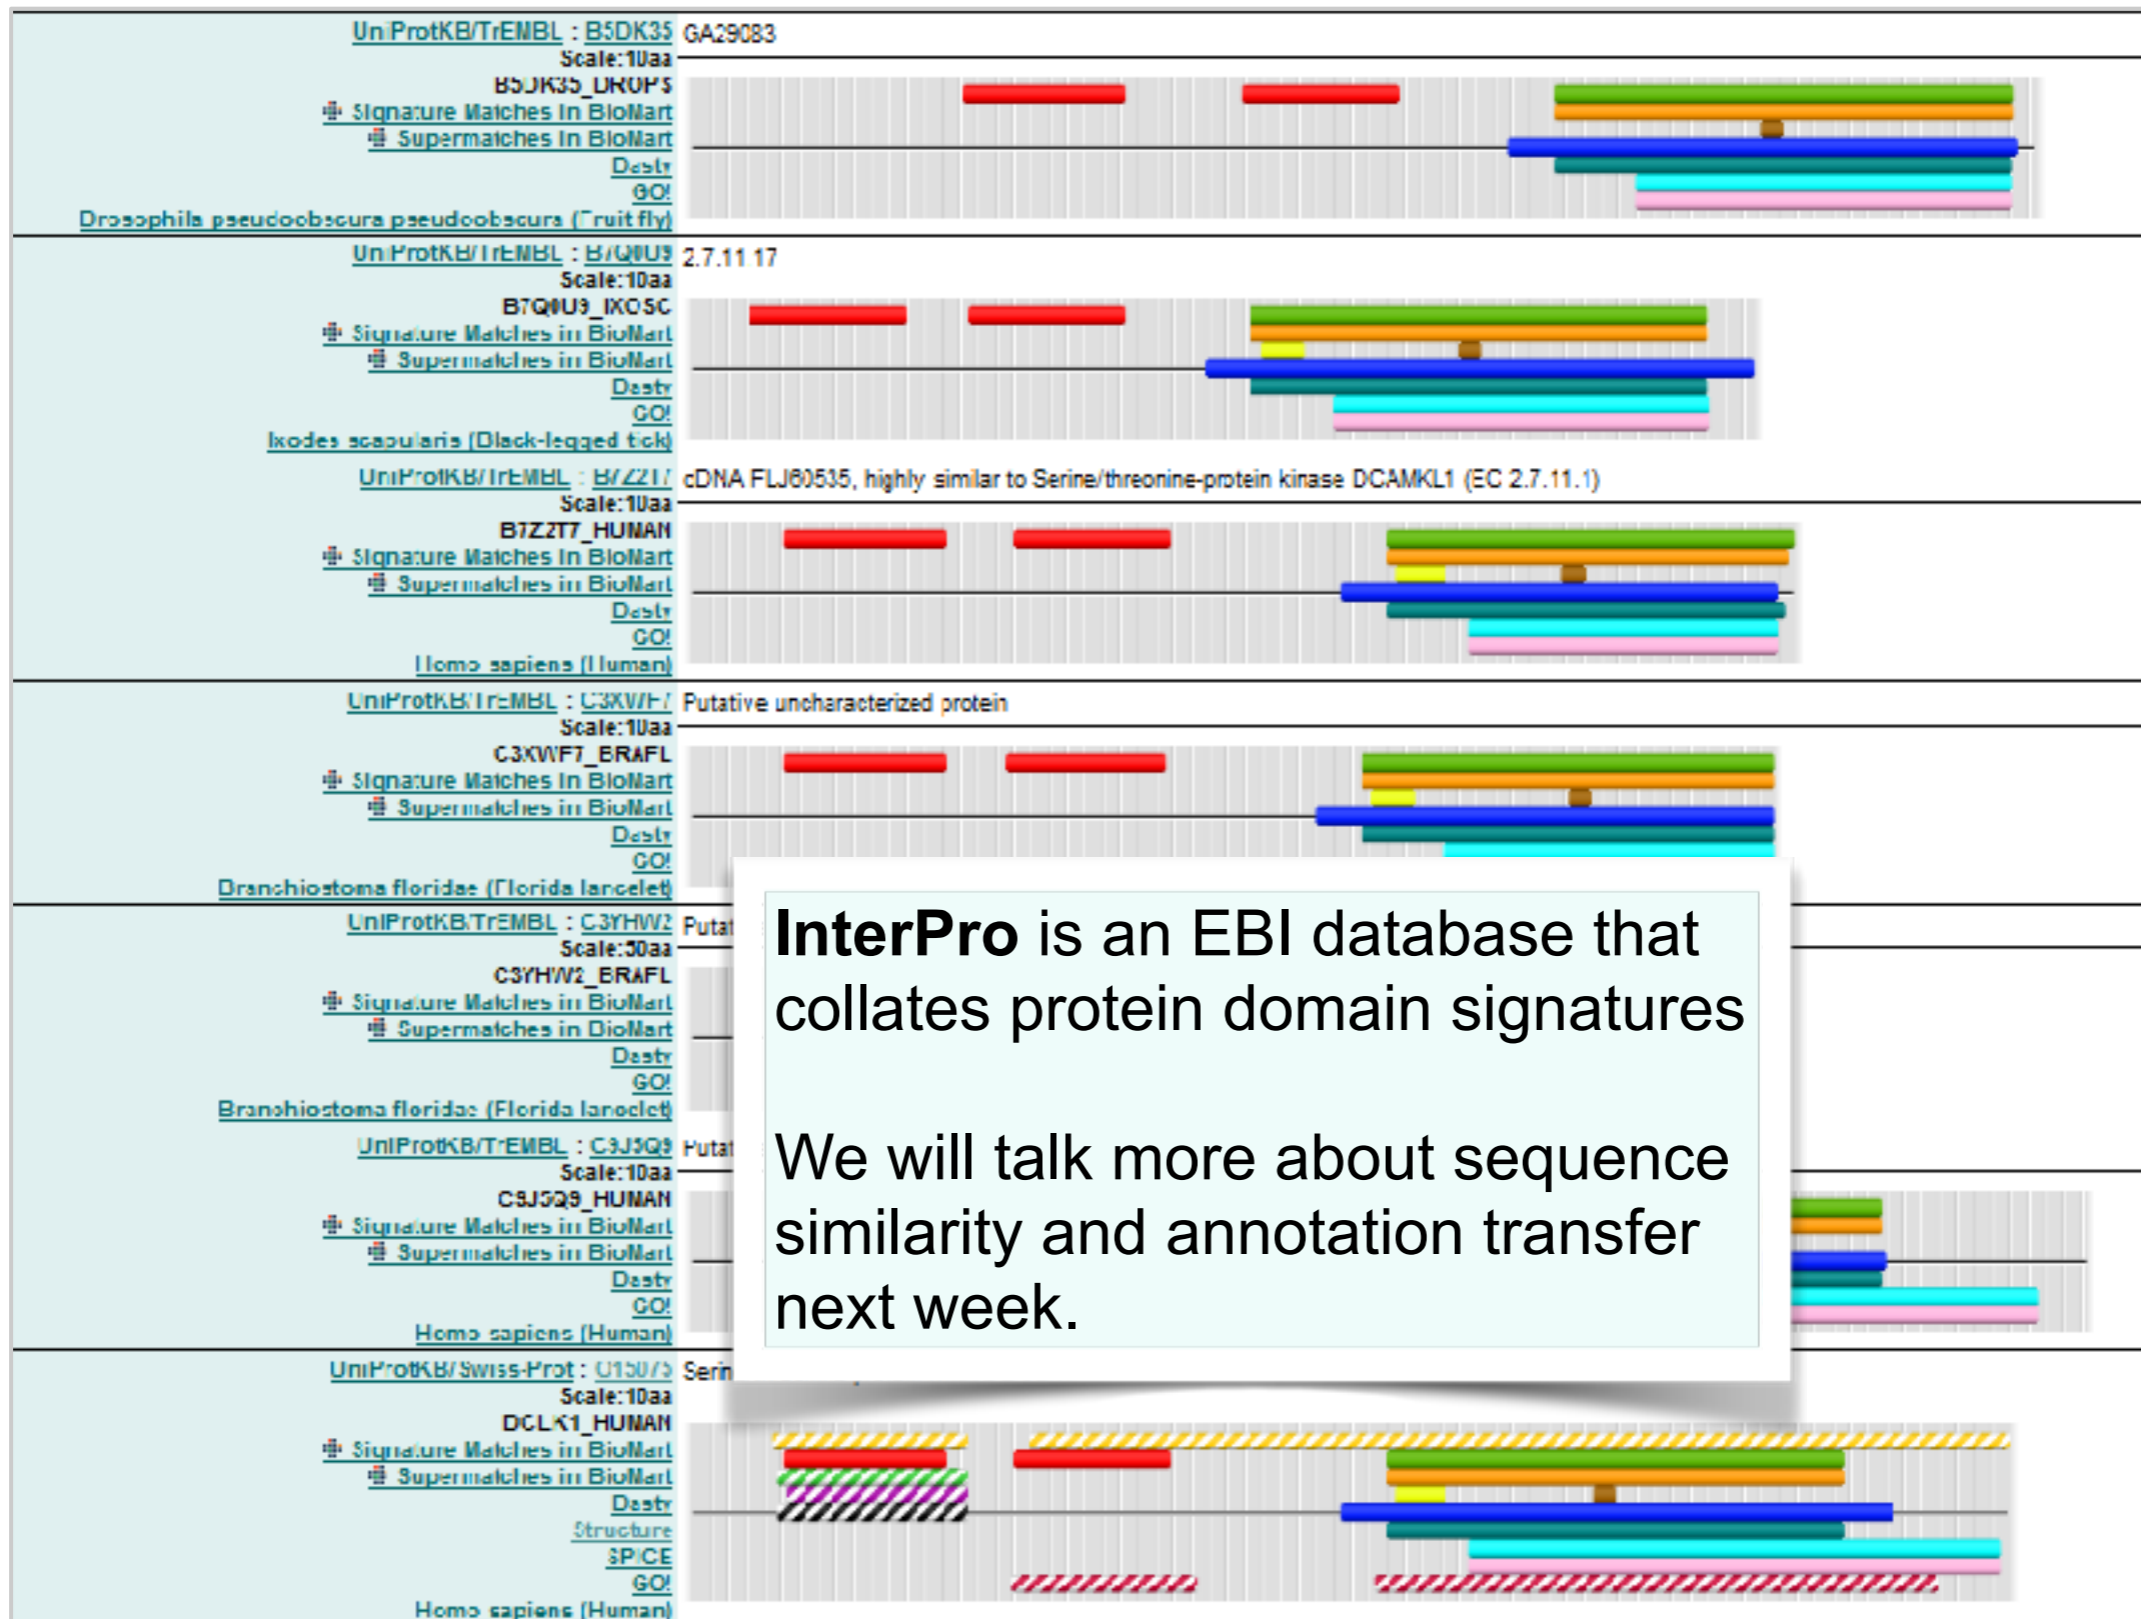 UniProtKB/TrEMBL : B5DK35 GA29083
Scale:10aa
B5DK35_DROPS
Signature Matches in BioMart
Supermatches in BioMart
Dasty
GO!
Drosophila pseudoobscura pseudoobscura (Fruit fly)
UniProtKB/TrEMBL : B7Q0U9 2.7.11.17
Scale:10aa
B7Q0U9_IXOSC
Signature Matches in BioMart
Supermatches in BioMart
Dasty
GO!
Ixodes scapularis (Black-legged tick)
UniProtKB/TrEMBL : B7Z2T7 cDNA FLJ60535, highly similar to Serine/threonine-protein kinase DCAMKL1 (EC 2.7.11.1)
Scale:10aa
B7Z2T7_HUMAN
Signature Matches in BioMart
Supermatches in BioMart
Dasty
GO!
Homo sapiens (Human)
UniProtKB/TrEMBL : C3XWF7 Putative uncharacterized protein
Scale:10aa
C3XWF7_BRAFL
Signature Matches in BioMart
Supermatches in BioMart
Dasty
GO!
Branchiostoma floridae (Florida lancelet)
UniProtKB/TrEMBL : C3YHW2 Putat
Scale:50aa
C3YHW2_BRAFL
Signature Matches in BioMart
Supermatches in BioMart
Dasty
GO!
Branchiostoma floridae (Florida lancelet)
InterPro is an EBI database that
collates protein domain signatures
We will talk more about sequence
similarity and annotation transfer
next week.
UniProtKB/TrEMBL : Putat
Scale:10aa
Signature Matches in BioMart
Supermatches in BioMart
Dasty
GO!
Homo sapiens (Human)
UniProtKB/Swiss-Prot : O15075 Serin
Scale:10aa
DCLK1_HUMAN
Signature Matches in BioMart
Supermatches in BioMart
Dasty
Structure
SPICE
GO!
Homo sapiens (Human)